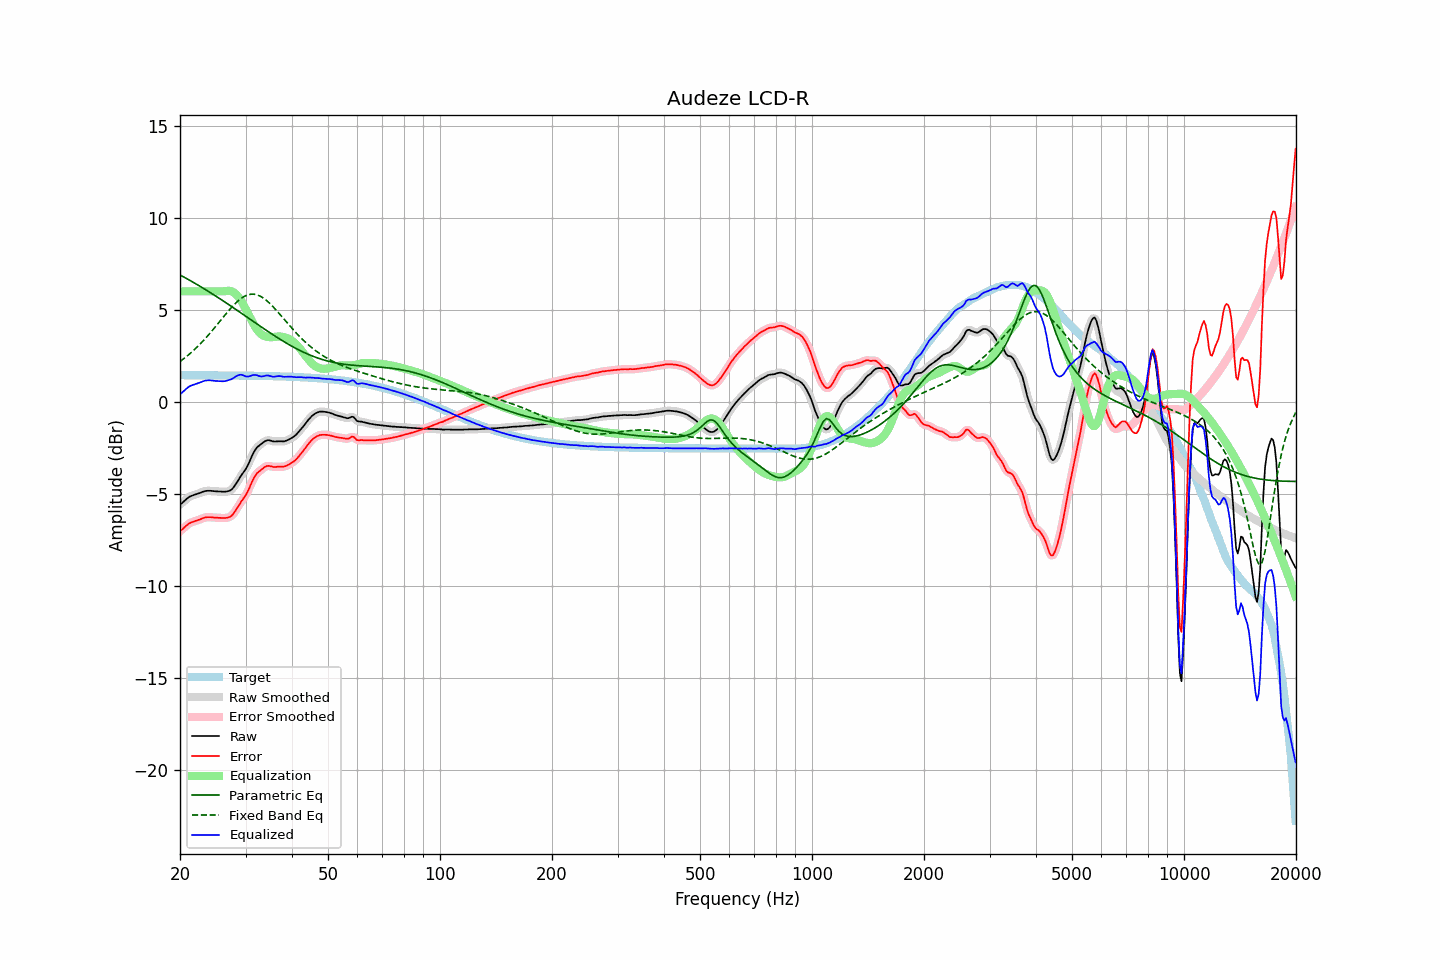 Audeze LCD-R
Amplitude (dBr)
15
10
5
0
−5
−10
−15
−20
Target
Raw Smoothed
Error Smoothed
Raw
Error
Equalization
Parametric Eq
Fixed Band Eq
Equalized
20 50 100 200 500 1000 2000 5000 10000 20000
Frequency (Hz)